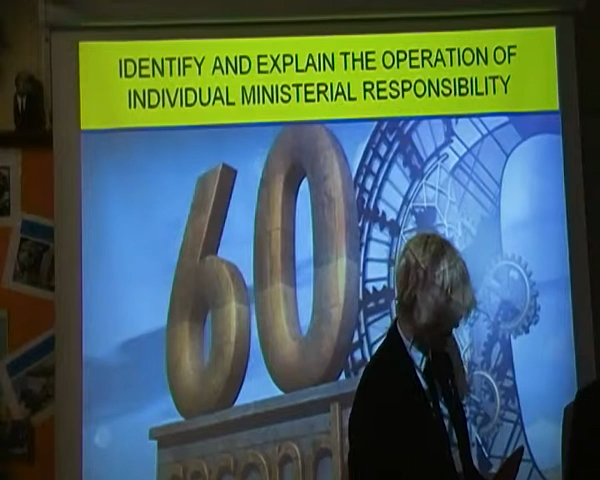 IDENTIFY AND EXPLAIN THE OPERATION OF
INDIVIDUAL MINISTERIAL RESPONSIBILITY
60